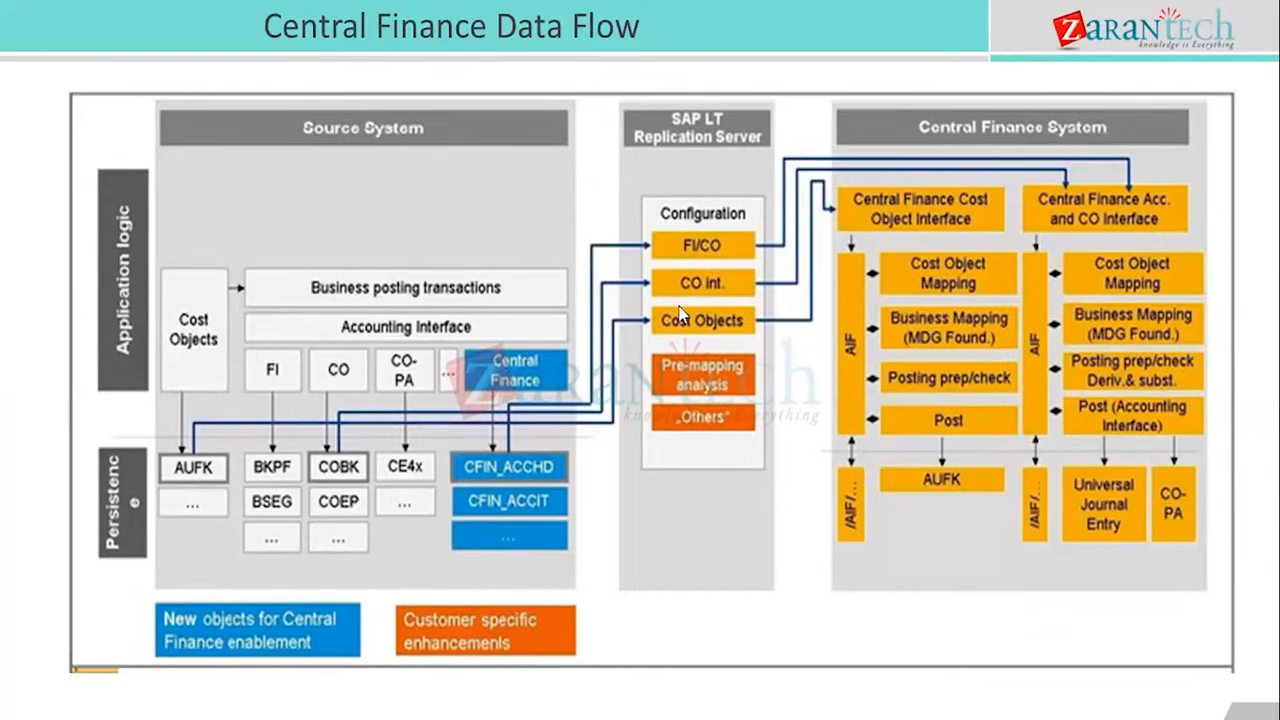 Central Finance Data Flow
ZARANTECH
knowledge is Everything
Source System
SAP LT
Replication Server
Central Finance System
Application logic
Cost
Objects
Business posting transactions
Accounting Interface
FI
CO
CO-
PA
...
Central
Finance
Configuration
FI/CO
CO int.
Cost Objects
Pre-mapping
analysis
„Others“
Central Finance Cost
Object Interface
Central Finance Acc.
and CO Interface
AIF
Cost Object
Mapping
Business Mapping
(MDG Found.)
Posting prep/check
Post
AIF
Cost Object
Mapping
Business Mapping
(MDG Found.)
Posting prep/check
Deriv.& subst.
Post (Accounting
Interface)
ZARANTECH
knowledge is Everything
Persistenc
e
AUFK
...
BKPF
BSEG
...
COBK
COEP
...
CE4x
...
CFIN_ACCHD
CFIN_ACCIT
...
/AIF/...
AUFK
/AIF/...
Universal
Journal
Entry
CO-
PA
New objects for Central
Finance enablement
Customer specific
enhancements